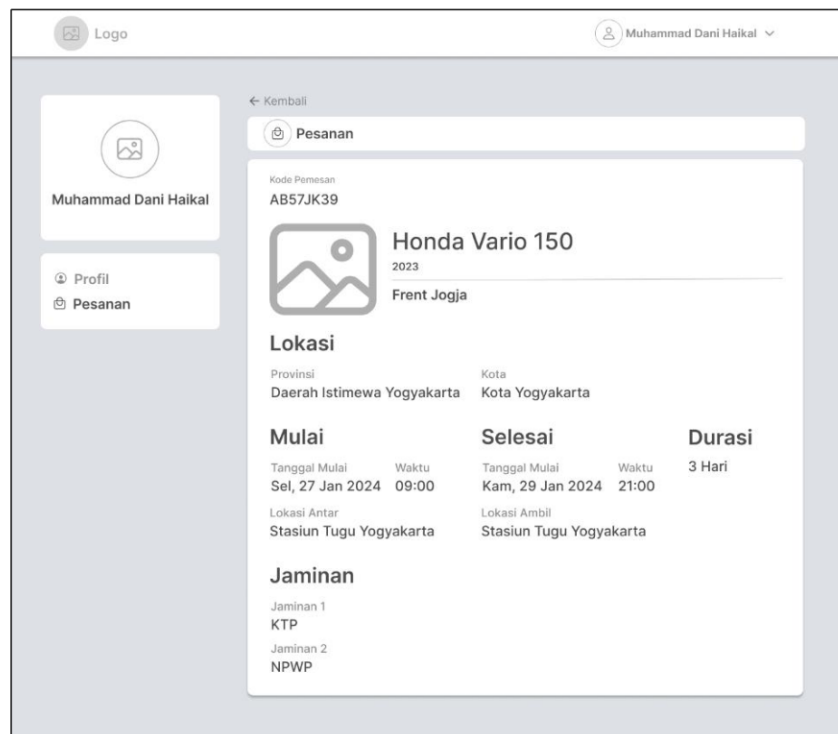 Logo
Muhammad Dani Haikal
Muhammad Dani Haikal
Profil
Pesanan
Kembali
Pesanan
Kode Pemesan
AB57JK39
Honda Vario 150
2023
Frent Jogja
Lokasi
Provinsi Kota
Daerah Istimewa Yogyakarta Kota Yogyakarta
Mulai Selesai Durasi
Tanggal Mulai Waktu Tanggal Mulai Waktu 3 Hari
Sel, 27 Jan 2024 09:00 Kam, 29 Jan 2024 21:00
Lokasi Antar Lokasi Ambil
Stasiun Tugu Yogyakarta Stasiun Tugu Yogyakarta
Jaminan
Jaminan 1
KTP
Jaminan 2
NPWP